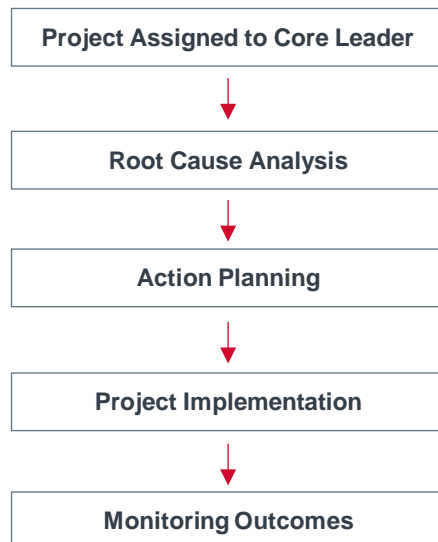 Project Assigned to Core Leader
Root Cause Analysis
Action Planning
Project Implementation
Monitoring Outcomes